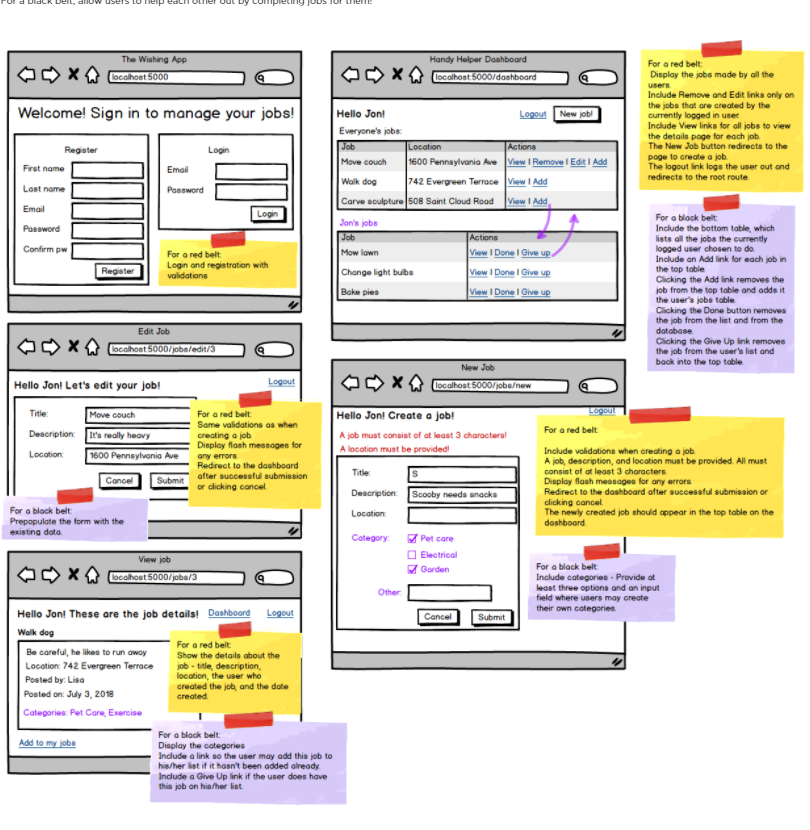 For a black belt, allow users to help each other out by completing jobs for them!
The Wishing App
localhost:5000
Welcome! Sign in to manage your jobs!
Register
First name
Last name
Email
Password
Confirm pw
Register
Login
Email
Password
Login
For a red belt:
Login and registration with
validations
Handy Helper Dashboard
localhost:5000/dashboard
Hello Jon!
Logout
New job!
Everyone's jobs:
Job Location Actions
Move couch 1600 Pennsylvania Ave View | Remove | Edit | Add
Walk dog 742 Evergreen Terrace View | Add
Carve sculpture 508 Saint Cloud Road View | Add
Jon's jobs
Job Actions
Mow lawn View | Done | Give up
Change light bulbs View | Done | Give up
Bake pies View | Done | Give up
For a red belt:
Display the jobs made by all the
users.
Include Remove and Edit links only on
the jobs that are created by the
currently logged in user.
Include View links for all jobs to view
the details page for each job.
The New Job button redirects to the
page to create a job.
The logout link logs the user out and
redirects to the root route.
For a black belt:
Include the bottom table, which
lists all the jobs the currently
logged user chosen to do.
Include an Add link for each job in
the top table.
Clicking the Add link removes the
job from the top table and adds it
the user's jobs table.
Clicking the Done button removes
the job from the list and from the
database.
Clicking the Give Up link removes
the job from the user's list and
back into the top table.
Edit Job
localhost:5000/jobs/edit/3
Hello Jon! Let's edit your job!
Logout
Title: Move couch
Description: It's really heavy
Location: 1600 Pennsylvania Ave
Cancel Submit
For a red belt:
Same validations as when
creating a job.
Display flash messages for
any errors.
Redirect to the dashboard
after successful submission
or clicking cancel.
For a black belt:
Prepopulate the form with the
existing data.
New Job
localhost:5000/jobs/new
Hello Jon! Create a job!
Logout
A job must consist of at least 3 characters!
A location must be provided!
Title: S
Description: Scooby needs snacks
Location:
Category: Pet care
Electrical
Garden
Other:
Cancel Submit
For a red belt:
Include validations when creating a job.
A job, description, and location must be provided. All must
consist of at least 3 characters.
Display flash messages for any errors.
Redirect to the dashboard after successful submission or
clicking cancel.
The newly created job should appear in the top table on the
dashboard.
For a black belt:
Include categories - Provide at
least three options and an input
field where users may create
their own categories.
View job
localhost:5000/jobs/3
Hello Jon! These are the job details!
Dashboard
Logout
Walk dog
Be careful, he likes to run away
Location: 742 Evergreen Terrace
Posted by: Lisa
Posted on: July 3, 2018
Categories: Pet Care, Exercise
Add to my jobs
For a red belt:
Show the details about the
job - title, description,
location, the user who
created the job, and the date
created.
For a black belt:
Display the categories
Include a link so the user may add this job to
his/her list if it hasn't been added already.
Include a Give Up link if the user does have
this job on his/her list.